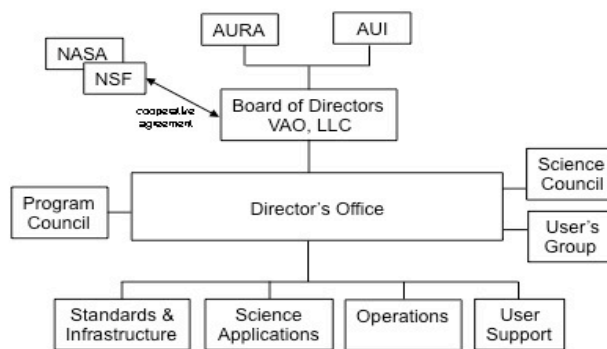 AURA
AUI
NASA
NSF
cooperative
agreement
Board of Directors
VAO, LLC
Science
Council
Program
Council
Director's Office
User's
Group
Standards &
Infrastructure
Science
Applications
Operations
User
Support